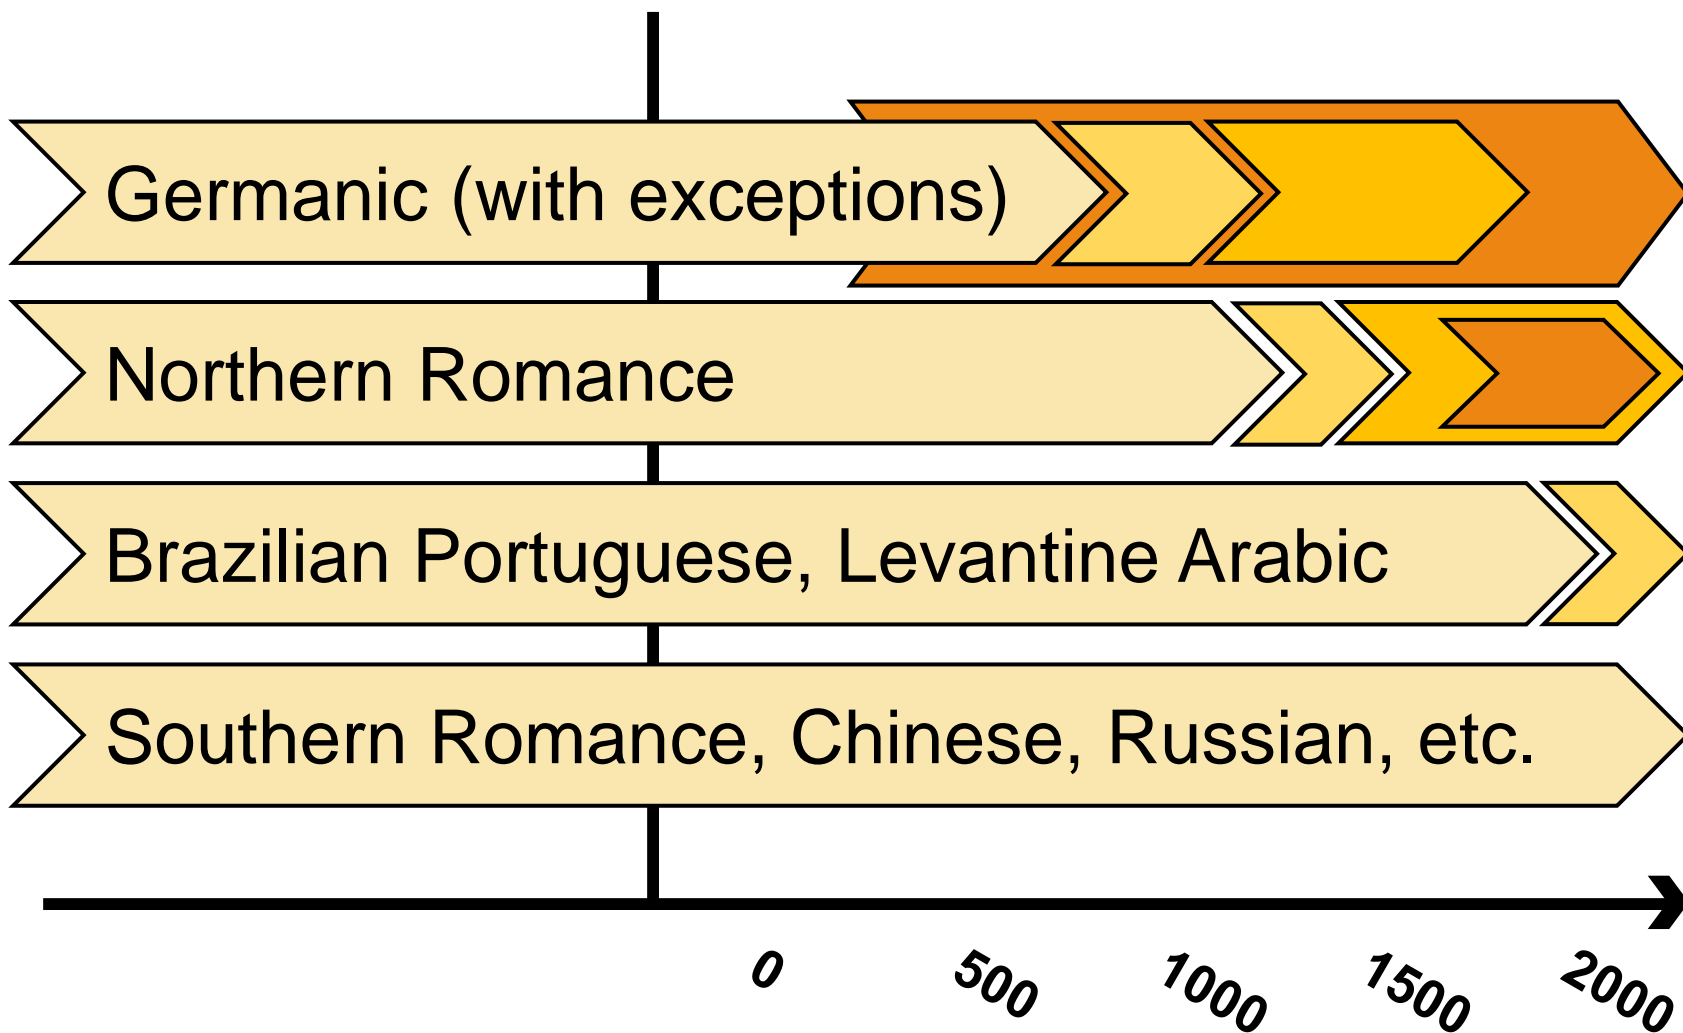 Germanic (with exceptions)
Northern Romance
Brazilian Portuguese, Levantine Arabic
Southern Romance, Chinese, Russian, etc.
0 500 1000 1500 2000